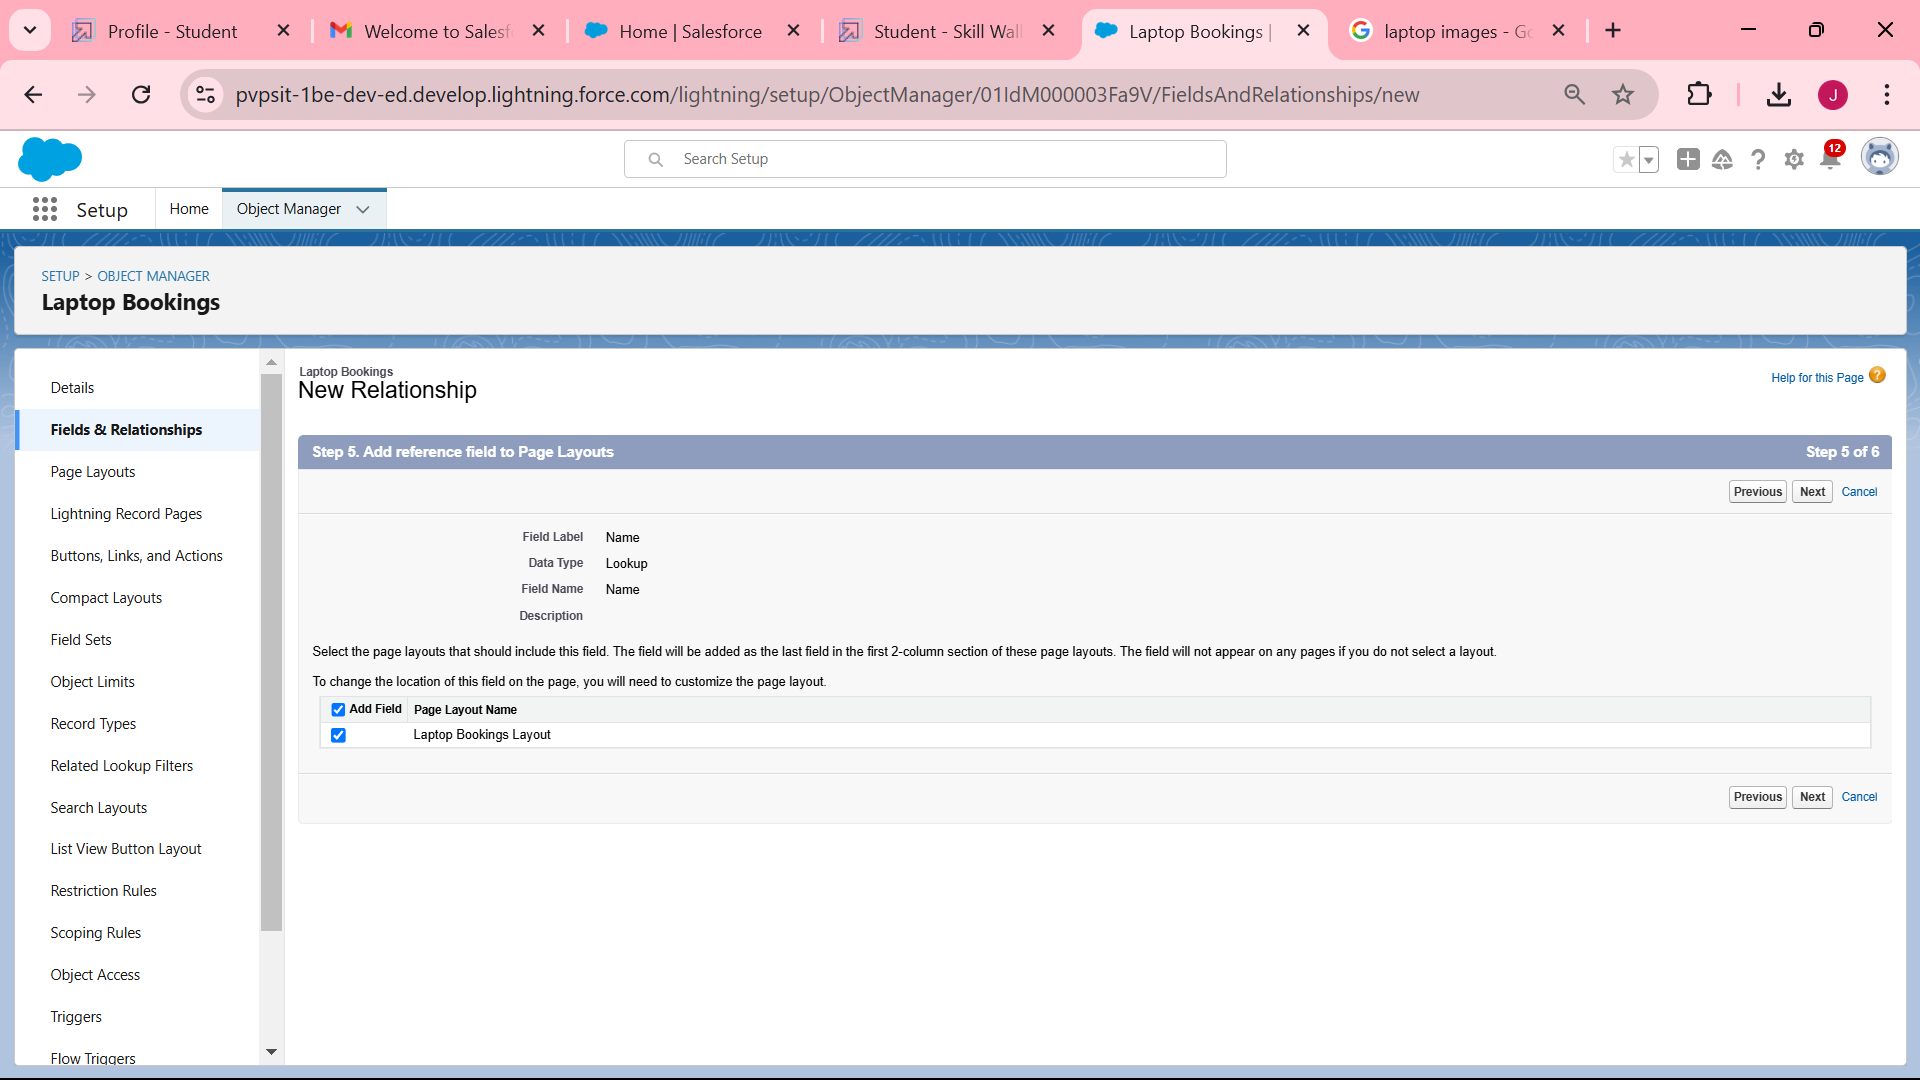 Profile - Student
Welcome to Salesf
Home | Salesforce
Student - Skill Wall
Laptop Bookings |
laptop images - Go
pvpsit-1be-dev-ed.develop.lightning.force.com/lightning/setup/ObjectManager/01IdM000003Fa9V/FieldsAndRelationships/new
J
Search Setup
12
Setup
Home
Object Manager
SETUP > OBJECT MANAGER
Laptop Bookings
Details
Fields & Relationships
Page Layouts
Lightning Record Pages
Buttons, Links, and Actions
Compact Layouts
Field Sets
Object Limits
Record Types
Related Lookup Filters
Search Layouts
List View Button Layout
Restriction Rules
Scoping Rules
Object Access
Triggers
Flow Triggers
Laptop Bookings
New Relationship
Help for this Page ?
Step 5. Add reference field to Page Layouts
Step 5 of 6
Previous Next Cancel
Field Label Name
Data Type Lookup
Field Name Name
Description
Select the page layouts that should include this field. The field will be added as the last field in the first 2-column section of these page layouts. The field will not appear on any pages if you do not select a layout.
To change the location of this field on the page, you will need to customize the page layout.
Add Field Page Layout Name
Laptop Bookings Layout
Previous Next Cancel